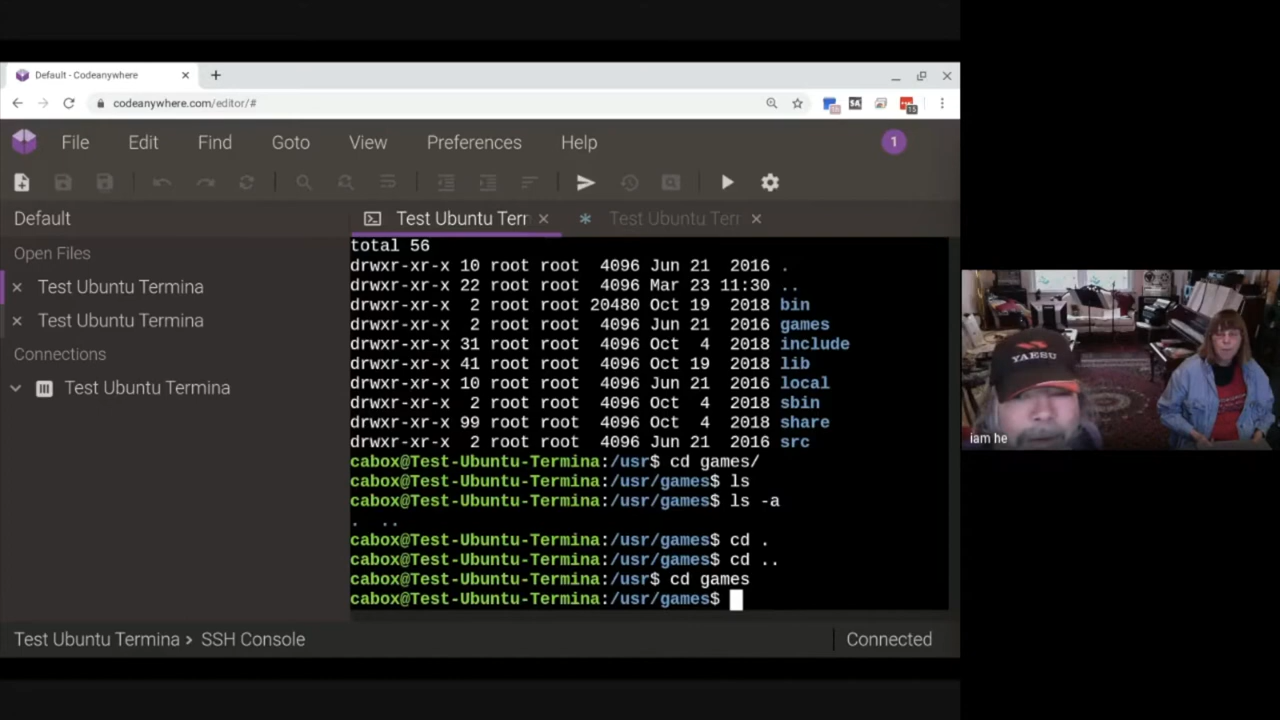 Default - Codeanywhere
codeanywhere.com/editor/#
File Edit Find Goto View Preferences Help 1
Default
Test Ubuntu Terr
Test Ubuntu Terr
Open Files
Test Ubuntu Termina
Test Ubuntu Termina
Connections
Test Ubuntu Termina
total 56
drwxr-xr-x 10 root root  4096 Jun 21  2016 .
drwxr-xr-x 22 root root  4096 Mar 23 11:30 ..
drwxr-xr-x  2 root root 20480 Oct 19  2018 bin
drwxr-xr-x  2 root root  4096 Jun 21  2016 games
drwxr-xr-x 31 root root  4096 Oct  4  2018 include
drwxr-xr-x 41 root root  4096 Oct 19  2018 lib
drwxr-xr-x 10 root root  4096 Jun 21  2016 local
drwxr-xr-x  2 root root  4096 Oct  4  2018 sbin
drwxr-xr-x 99 root root  4096 Oct  4  2018 share
drwxr-xr-x  2 root root  4096 Jun 21  2016 src
cabox@Test-Ubuntu-Termina:/usr$ cd games/
cabox@Test-Ubuntu-Termina:/usr/games$ ls
cabox@Test-Ubuntu-Termina:/usr/games$ ls -a
.  ..
cabox@Test-Ubuntu-Termina:/usr/games$ cd .
cabox@Test-Ubuntu-Termina:/usr/games$ cd ..
cabox@Test-Ubuntu-Termina:/usr$ cd games
cabox@Test-Ubuntu-Termina:/usr/games$
Test Ubuntu Termina > SSH Console
Connected
YAESU
iam he